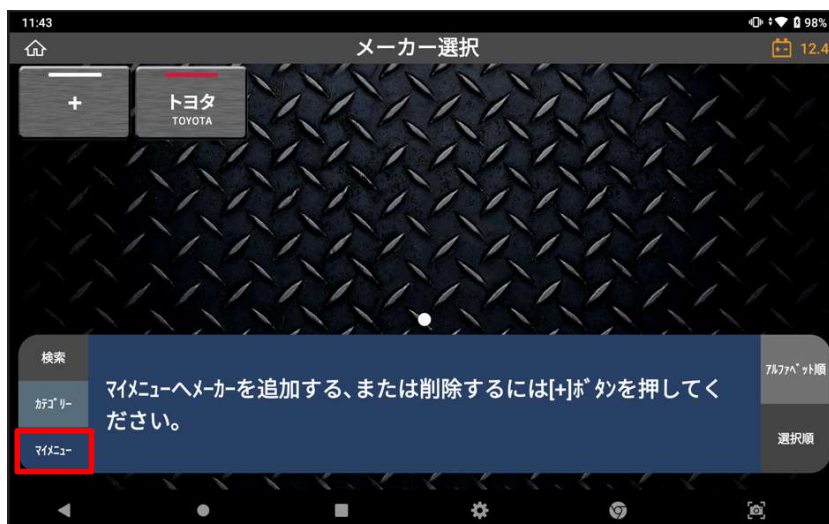 11:43
98%
メーカー選択
12.4
+
トヨタ
TOYOTA
検索
ｶﾃｺﾞﾘｰ
ﾏｲﾒﾆｭｰ
ﾏｲﾒﾆｭｰへﾒｰｶｰを追加する、または削除するには[+]ﾎﾞﾀﾝを押してく
ださい。
ｱﾙﾌｧﾍﾞｯﾄ順
選択順